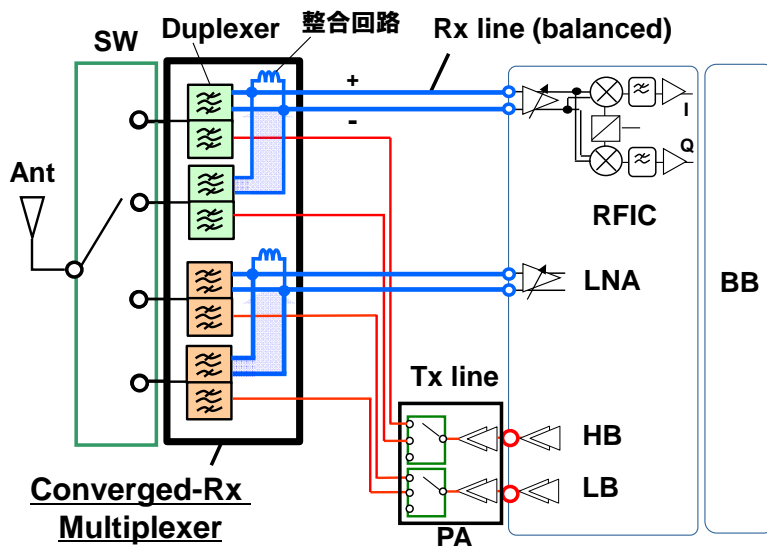 SW
Duplexer
整合回路
Rx line (balanced)
+
-
I
Q
Ant
RFIC
LNA
BB
Tx line
HB
LB
Converged-Rx
Multiplexer
PA